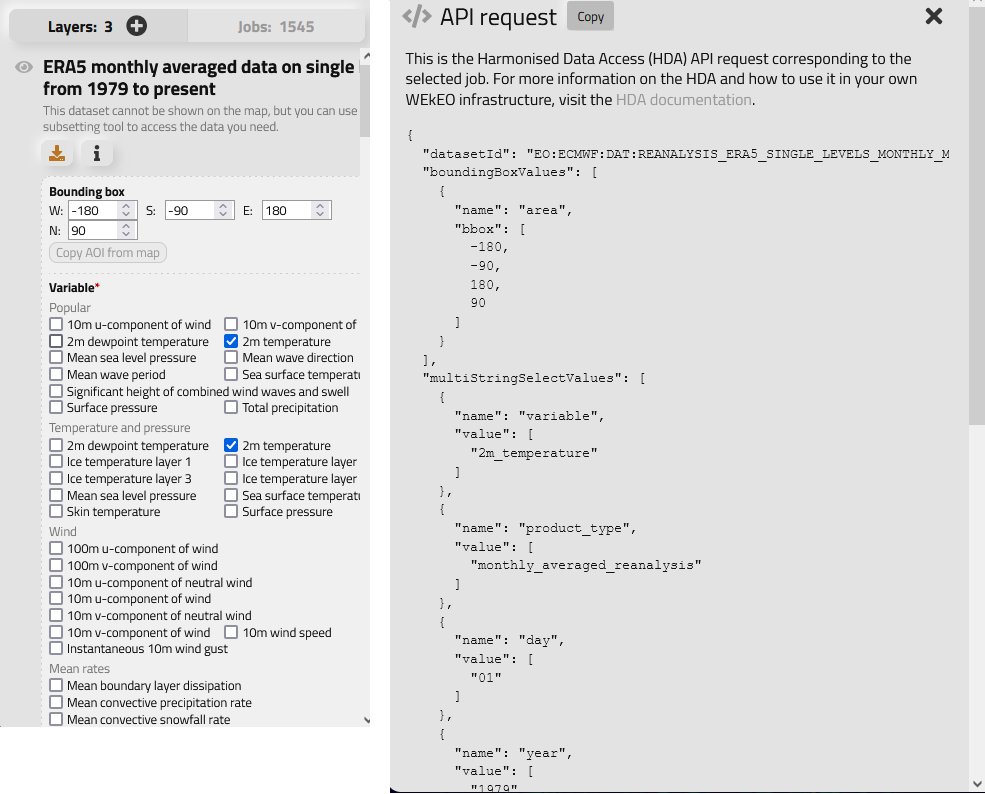 Layers: 3
Jobs: 1545
ERA5 monthly averaged data on single
from 1979 to present
This dataset cannot be shown on the map, but you can use
subsetting tool to access the data you need.
Bounding box
W: -180 S: -90 E: 180
N: 90
Copy AOI from map
Variable*
Popular
10m u-component of wind 10m v-component of
2m dewpoint temperature 2m temperature
Mean sea level pressure Mean wave direction
Mean wave period Sea surface temperatu
Significant height of combined wind waves and swell
Surface pressure Total precipitation
Temperature and pressure
2m dewpoint temperature 2m temperature
Ice temperature layer 1 Ice temperature layer
Ice temperature layer 3 Ice temperature layer
Mean sea level pressure Sea surface temperatu
Skin temperature Surface pressure
Wind
100m u-component of wind
100m v-component of wind
10m u-component of neutral wind
10m u-component of wind
10m v-component of neutral wind
10m v-component of wind 10m wind speed
Instantaneous 10m wind gust
Mean rates
Mean boundary layer dissipation
Mean convective precipitation rate
Mean convective snowfall rate
</> API request Copy
This is the Harmonised Data Access (HDA) API request corresponding to the
selected job. For more information on the HDA and how to use it in your own
WEkEO infrastructure, visit the HDA documentation.
{
"datasetId": "EO:ECMWF:DAT:REANALYSIS_ERA5_SINGLE_LEVELS_MONTHLY_M
"boundingBoxValues": [
{
"name": "area",
"bbox": [
-180,
-90,
180,
90
]
}
],
"multiStringSelectValues": [
{
"name": "variable",
"value": [
"2m_temperature"
]
},
{
"name": "product_type",
"value": [
"monthly_averaged_reanalysis"
]
},
{
"name": "day",
"value": [
"01"
]
},
{
"name": "year",
"value": [
"1979"